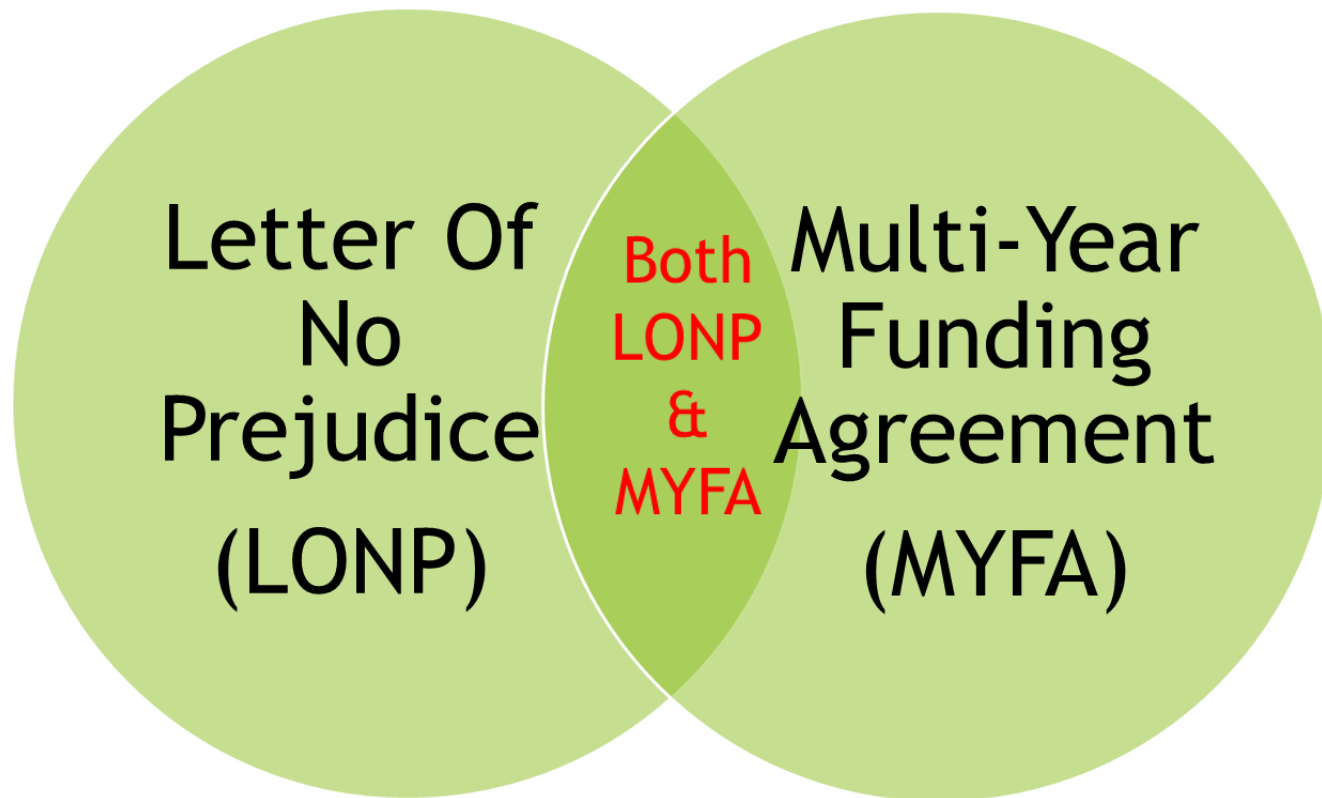 Letter Of
No
Prejudice
(LONP)
Both
LONP
&
MYFA
Multi-Year
Funding
Agreement
(MYFA)